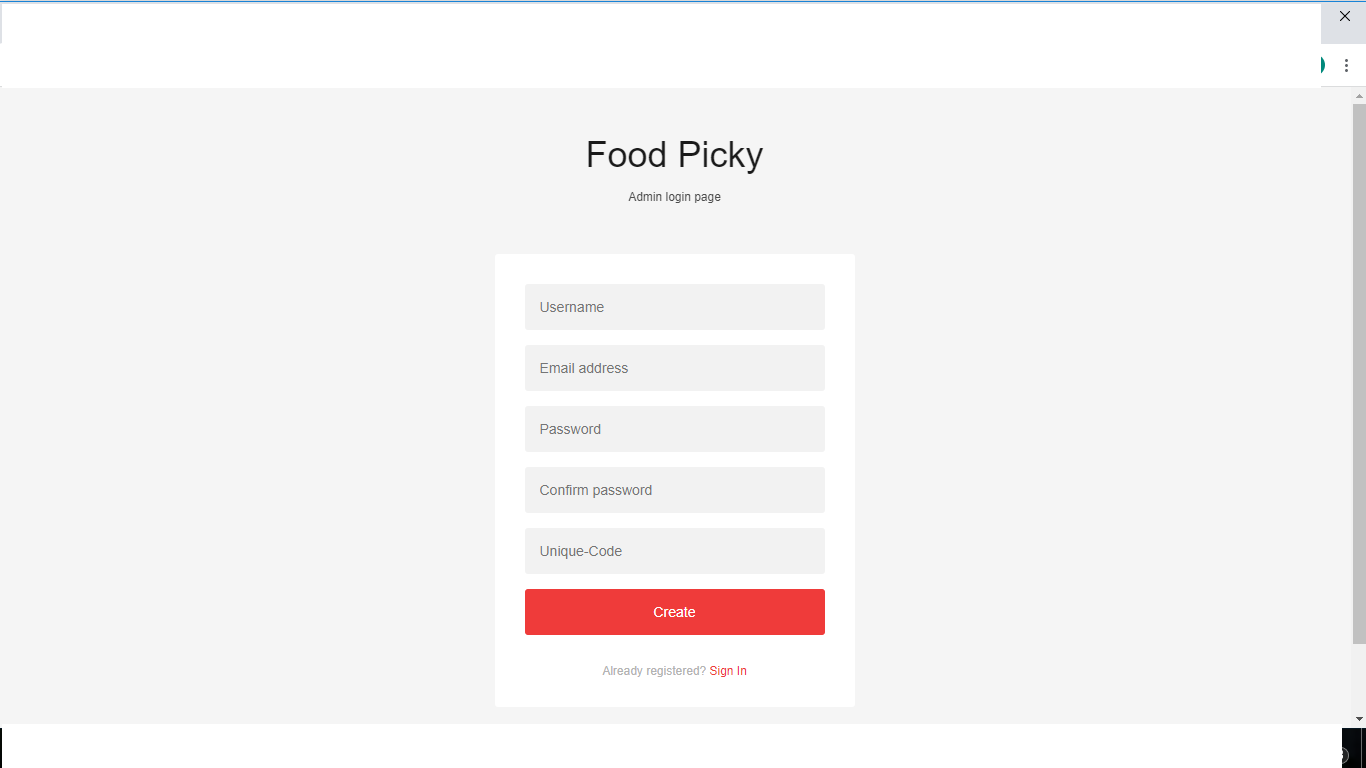 Food Picky
Admin login page
Username
Email address
Password
Confirm password
Unique-Code
Create
Already registered? Sign In